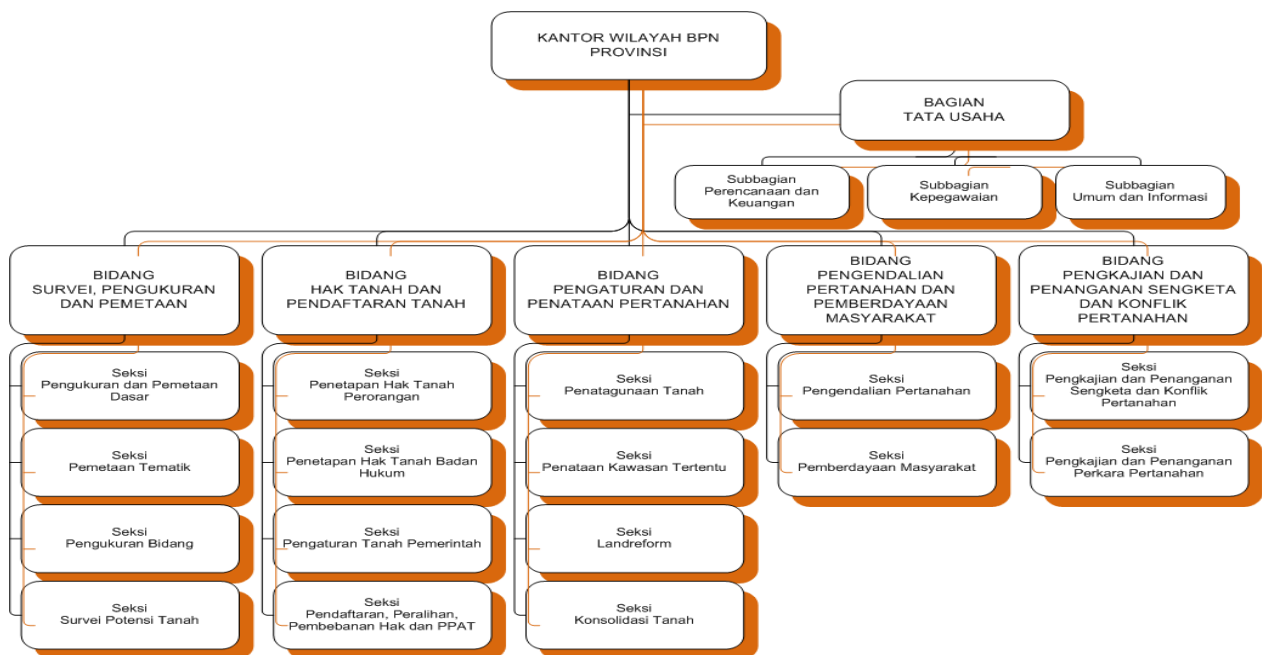 KANTOR WILAYAH BPN
PROVINSI
BAGIAN
TATA USAHA
Subbagian
Perencanaan dan
Keuangan
Subbagian
Kepegawaian
Subbagian
Umum dan Informasi
BIDANG
SURVEI, PENGUKURAN
DAN PEMETAAN
BIDANG
HAK TANAH DAN
PENDAFTARAN TANAH
BIDANG
PENGATURAN DAN
PENATAAN PERTANAHAN
BIDANG
PENGENDALIAN
PERTANAHAN DAN
PEMBERDAYAAN
MASYARAKAT
BIDANG
PENGKAJIAN DAN
PENANGANAN SENGKETA
DAN KONFLIK
PERTANAHAN
Seksi
Pengukuran dan Pemetaan
Dasar
Seksi
Penetapan Hak Tanah
Perorangan
Seksi
Penatagunaan Tanah
Seksi
Pengendalian Pertanahan
Seksi
Pengkajian dan Penanganan
Sengketa dan Konflik
Pertanahan
Seksi
Pemetaan Tematik
Seksi
Penetapan Hak Tanah Badan
Hukum
Seksi
Penataan Kawasan Tertentu
Seksi
Pemberdayaan Masyarakat
Seksi
Pengkajian dan Penanganan
Perkara Pertanahan
Seksi
Pengukuran Bidang
Seksi
Pengaturan Tanah Pemerintah
Seksi
Landreform
Seksi
Survei Potensi Tanah
Seksi
Pendaftaran, Peralihan,
Pembebanan Hak dan PPAT
Seksi
Konsolidasi Tanah